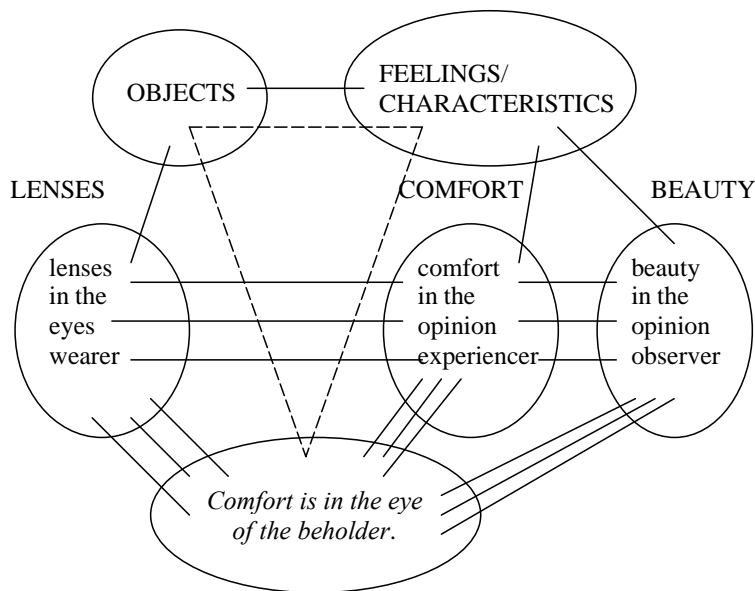 OBJECTS
FEELINGS/
CHARACTERISTICS
LENSES
COMFORT
BEAUTY
lenses
in the
eyes
wearer
comfort
in the
opinion
experiencer
beauty
in the
opinion
observer
Comfort is in the eye
of the beholder.